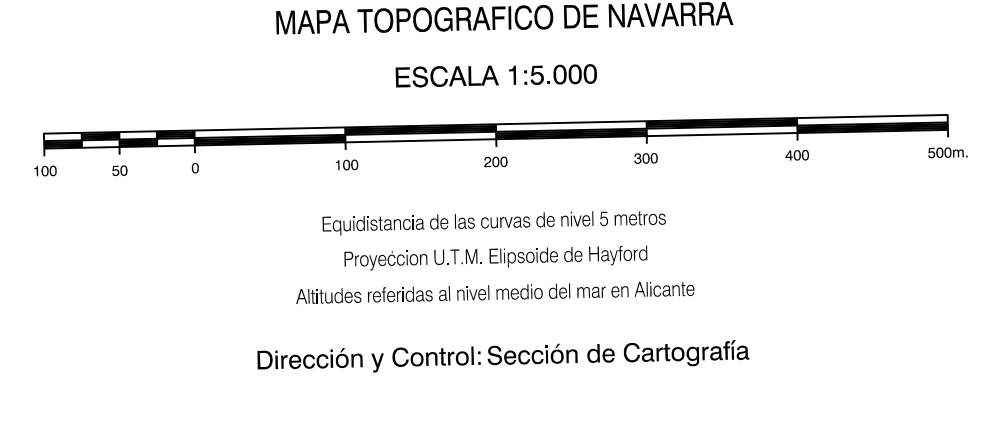 MAPA TOPOGRAFICO DE NAVARRA
ESCALA 1:5.000
100 50 0 100 200 300 400 500m.
Equidistancia de las curvas de nivel 5 metros
Proyeccion U.T.M. Elipsoide de Hayford
Altitudes referidas al nivel medio del mar en Alicante
Dirección y Control: Sección de Cartografía